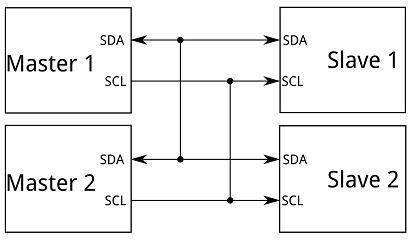 SDA
Master 1
SCL
SDA
Slave 1
SCL
SDA
Master 2
SCL
SDA
Slave 2
SCL